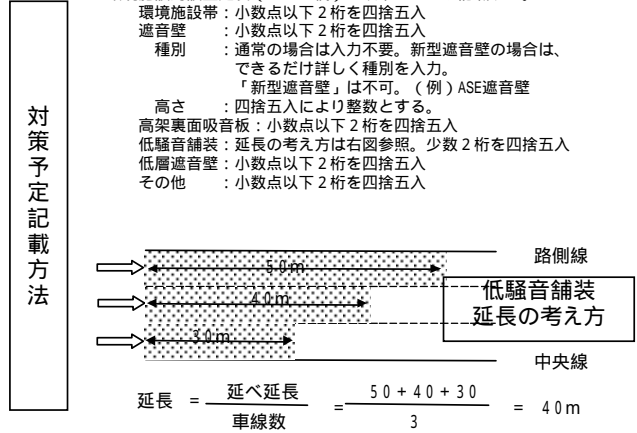 対策予定記載方法
環境施設帯：小数点以下２桁を四捨五入
遮音壁　　：小数点以下２桁を四捨五入
種別　　：通常の場合は入力不要。新型遮音壁の場合は、
できるだけ詳しく種別を入力。
「新型遮音壁」は不可。（例）ASE遮音壁
高さ　　：四捨五入により整数とする。
高架裏面吸音板：小数点以下２桁を四捨五入
低騒音舗装：延長の考え方は右図参照。少数２桁を四捨五入
低層遮音壁：小数点以下２桁を四捨五入
その他　　：小数点以下２桁を四捨五入
路側線
５０ｍ
４０ｍ
３０ｍ
低騒音舗装
延長の考え方
中央線
延長 ＝ 延べ延長 ＝ ５０＋４０＋３０ ＝ ４０ｍ
車線数 ３